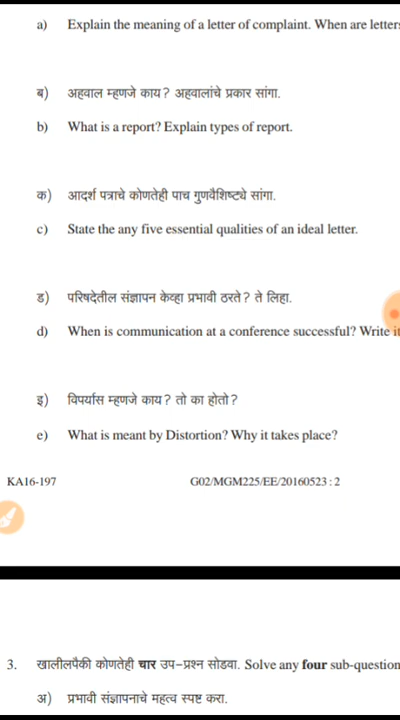 a) Explain the meaning of a letter of complaint. When are letters
ब) अहवाल म्हणजे काय? अहवालांचे प्रकार सांगा.
b) What is a report? Explain types of report.
क) आदर्श पत्राचे कोणतेही पाच गुणवैशिष्ट्ये सांगा.
c) State the any five essential qualities of an ideal letter.
ड) परिषदेतील संज्ञापन केव्हा प्रभावी ठरते? ते लिहा.
d) When is communication at a conference successful? Write it
इ) विपर्यास म्हणजे काय? तो का होतो?
e) What is meant by Distortion? Why it takes place?
KA16-197 G02/MGM225/EE/20160523 : 2
3. खालीलपैकी कोणतेही चार उप-प्रश्न सोडवा. Solve any four sub-question
अ) प्रभावी संज्ञापनाचे महत्व स्पष्ट करा.